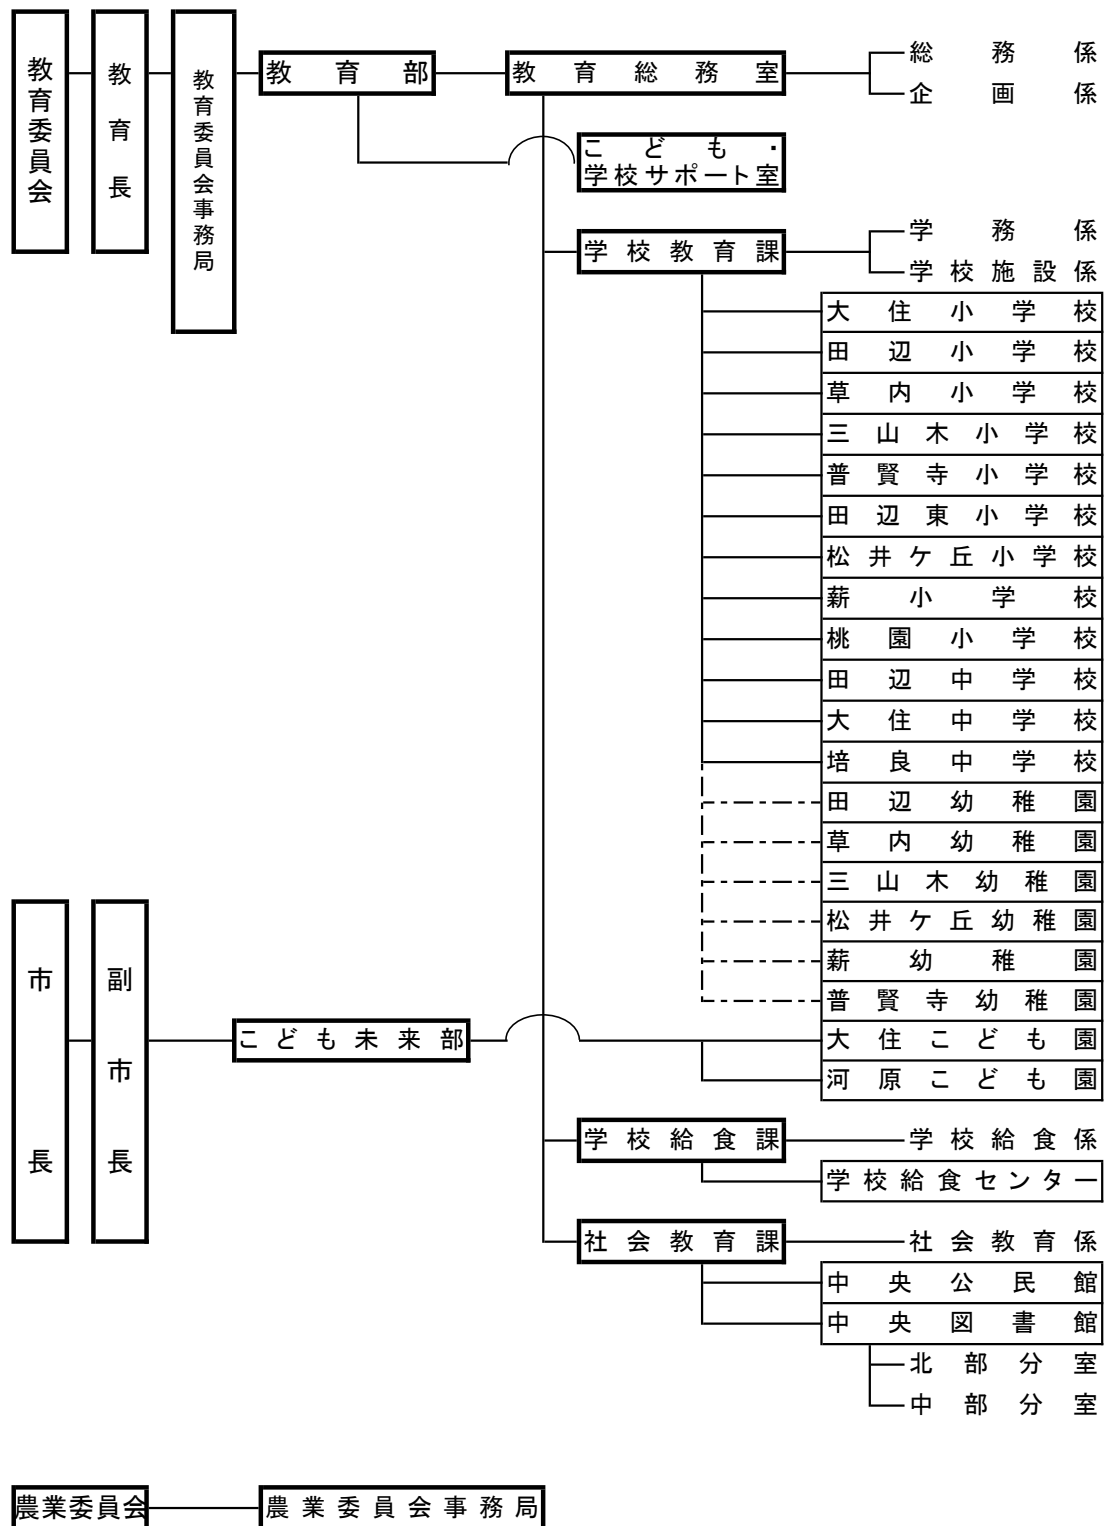 教育委員会
教育長
教育委員会事務局
教育部
教育総務室
総務係
企画係
こども・
学校サポート室
学校教育課
学務係
学校施設係
大住小学校
田辺小学校
草内小学校
三山木小学校
普賢寺小学校
田辺東小学校
松井ケ丘小学校
薪小学校
桃園小学校
田辺中学校
大住中学校
培良中学校
田辺幼稚園
草内幼稚園
三山木幼稚園
松井ケ丘幼稚園
薪幼稚園
普賢寺幼稚園
市長
副市長
こども未来部
大住こども園
河原こども園
学校給食課
学校給食係
学校給食センター
社会教育課
社会教育係
中央公民館
中央図書館
北部分室
中部分室
農業委員会
農業委員会事務局